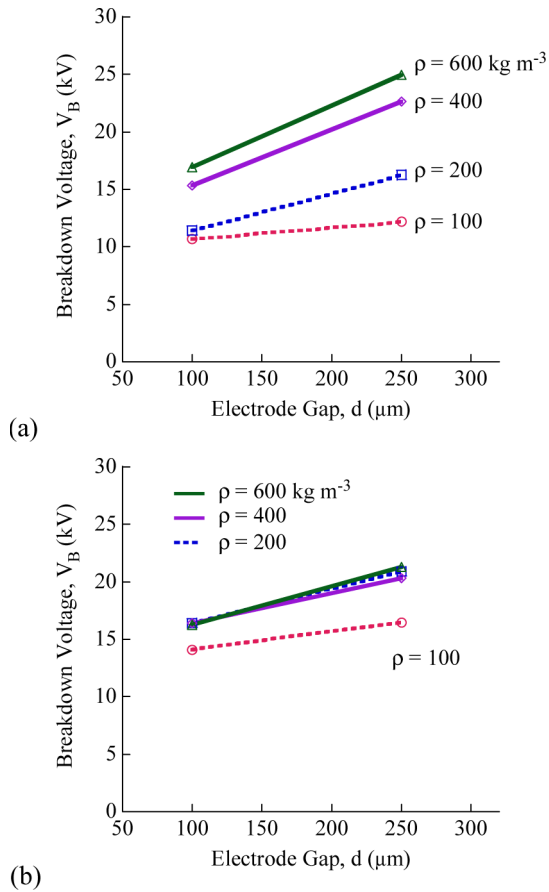 30
25
20
15
10
5
0
Breakdown Voltage, V_B (kV)
ρ = 600 kg m⁻³
ρ = 400
ρ = 200
ρ = 100
50 100 150 200 250 300
Electrode Gap, d (μm)
(a)
30
25
20
15
10
5
0
Breakdown Voltage, V_B (kV)
ρ = 600 kg m⁻³
ρ = 400
ρ = 200
ρ = 100
50 100 150 200 250 300
Electrode Gap, d (μm)
(b)